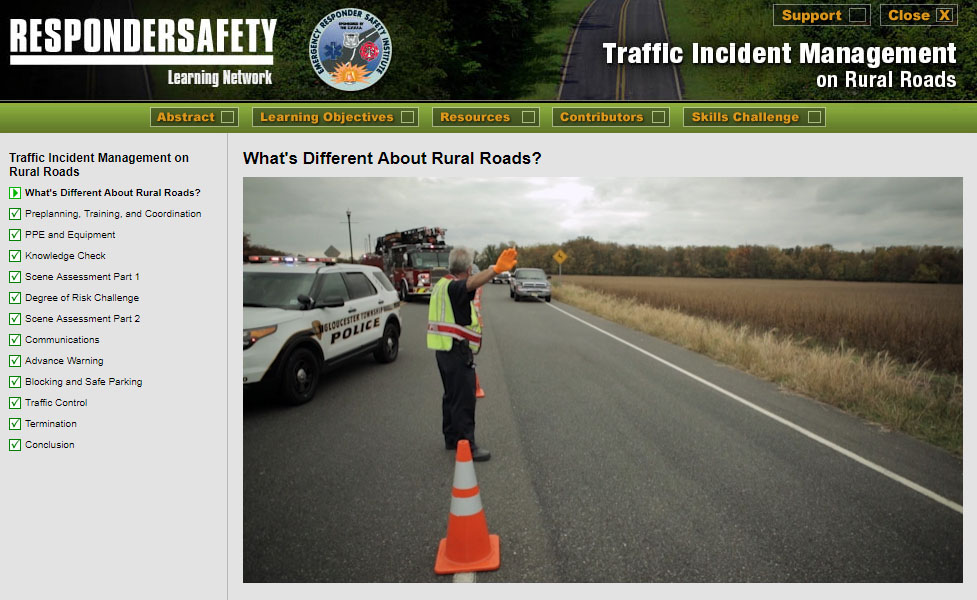 RESPONDERSAFETY
Learning Network
EMERGENCY RESPONDER SAFETY INSTITUTE
Support
Close X
Traffic Incident Management
on Rural Roads
Abstract
Learning Objectives
Resources
Contributors
Skills Challenge
Traffic Incident Management on
Rural Roads
What's Different About Rural Roads?
Preplanning, Training, and Coordination
PPE and Equipment
Knowledge Check
Scene Assessment Part 1
Degree of Risk Challenge
Scene Assessment Part 2
Communications
Advance Warning
Blocking and Safe Parking
Traffic Control
Termination
Conclusion
What's Different About Rural Roads?
GLOUCESTER TOWNSHIP
POLICE